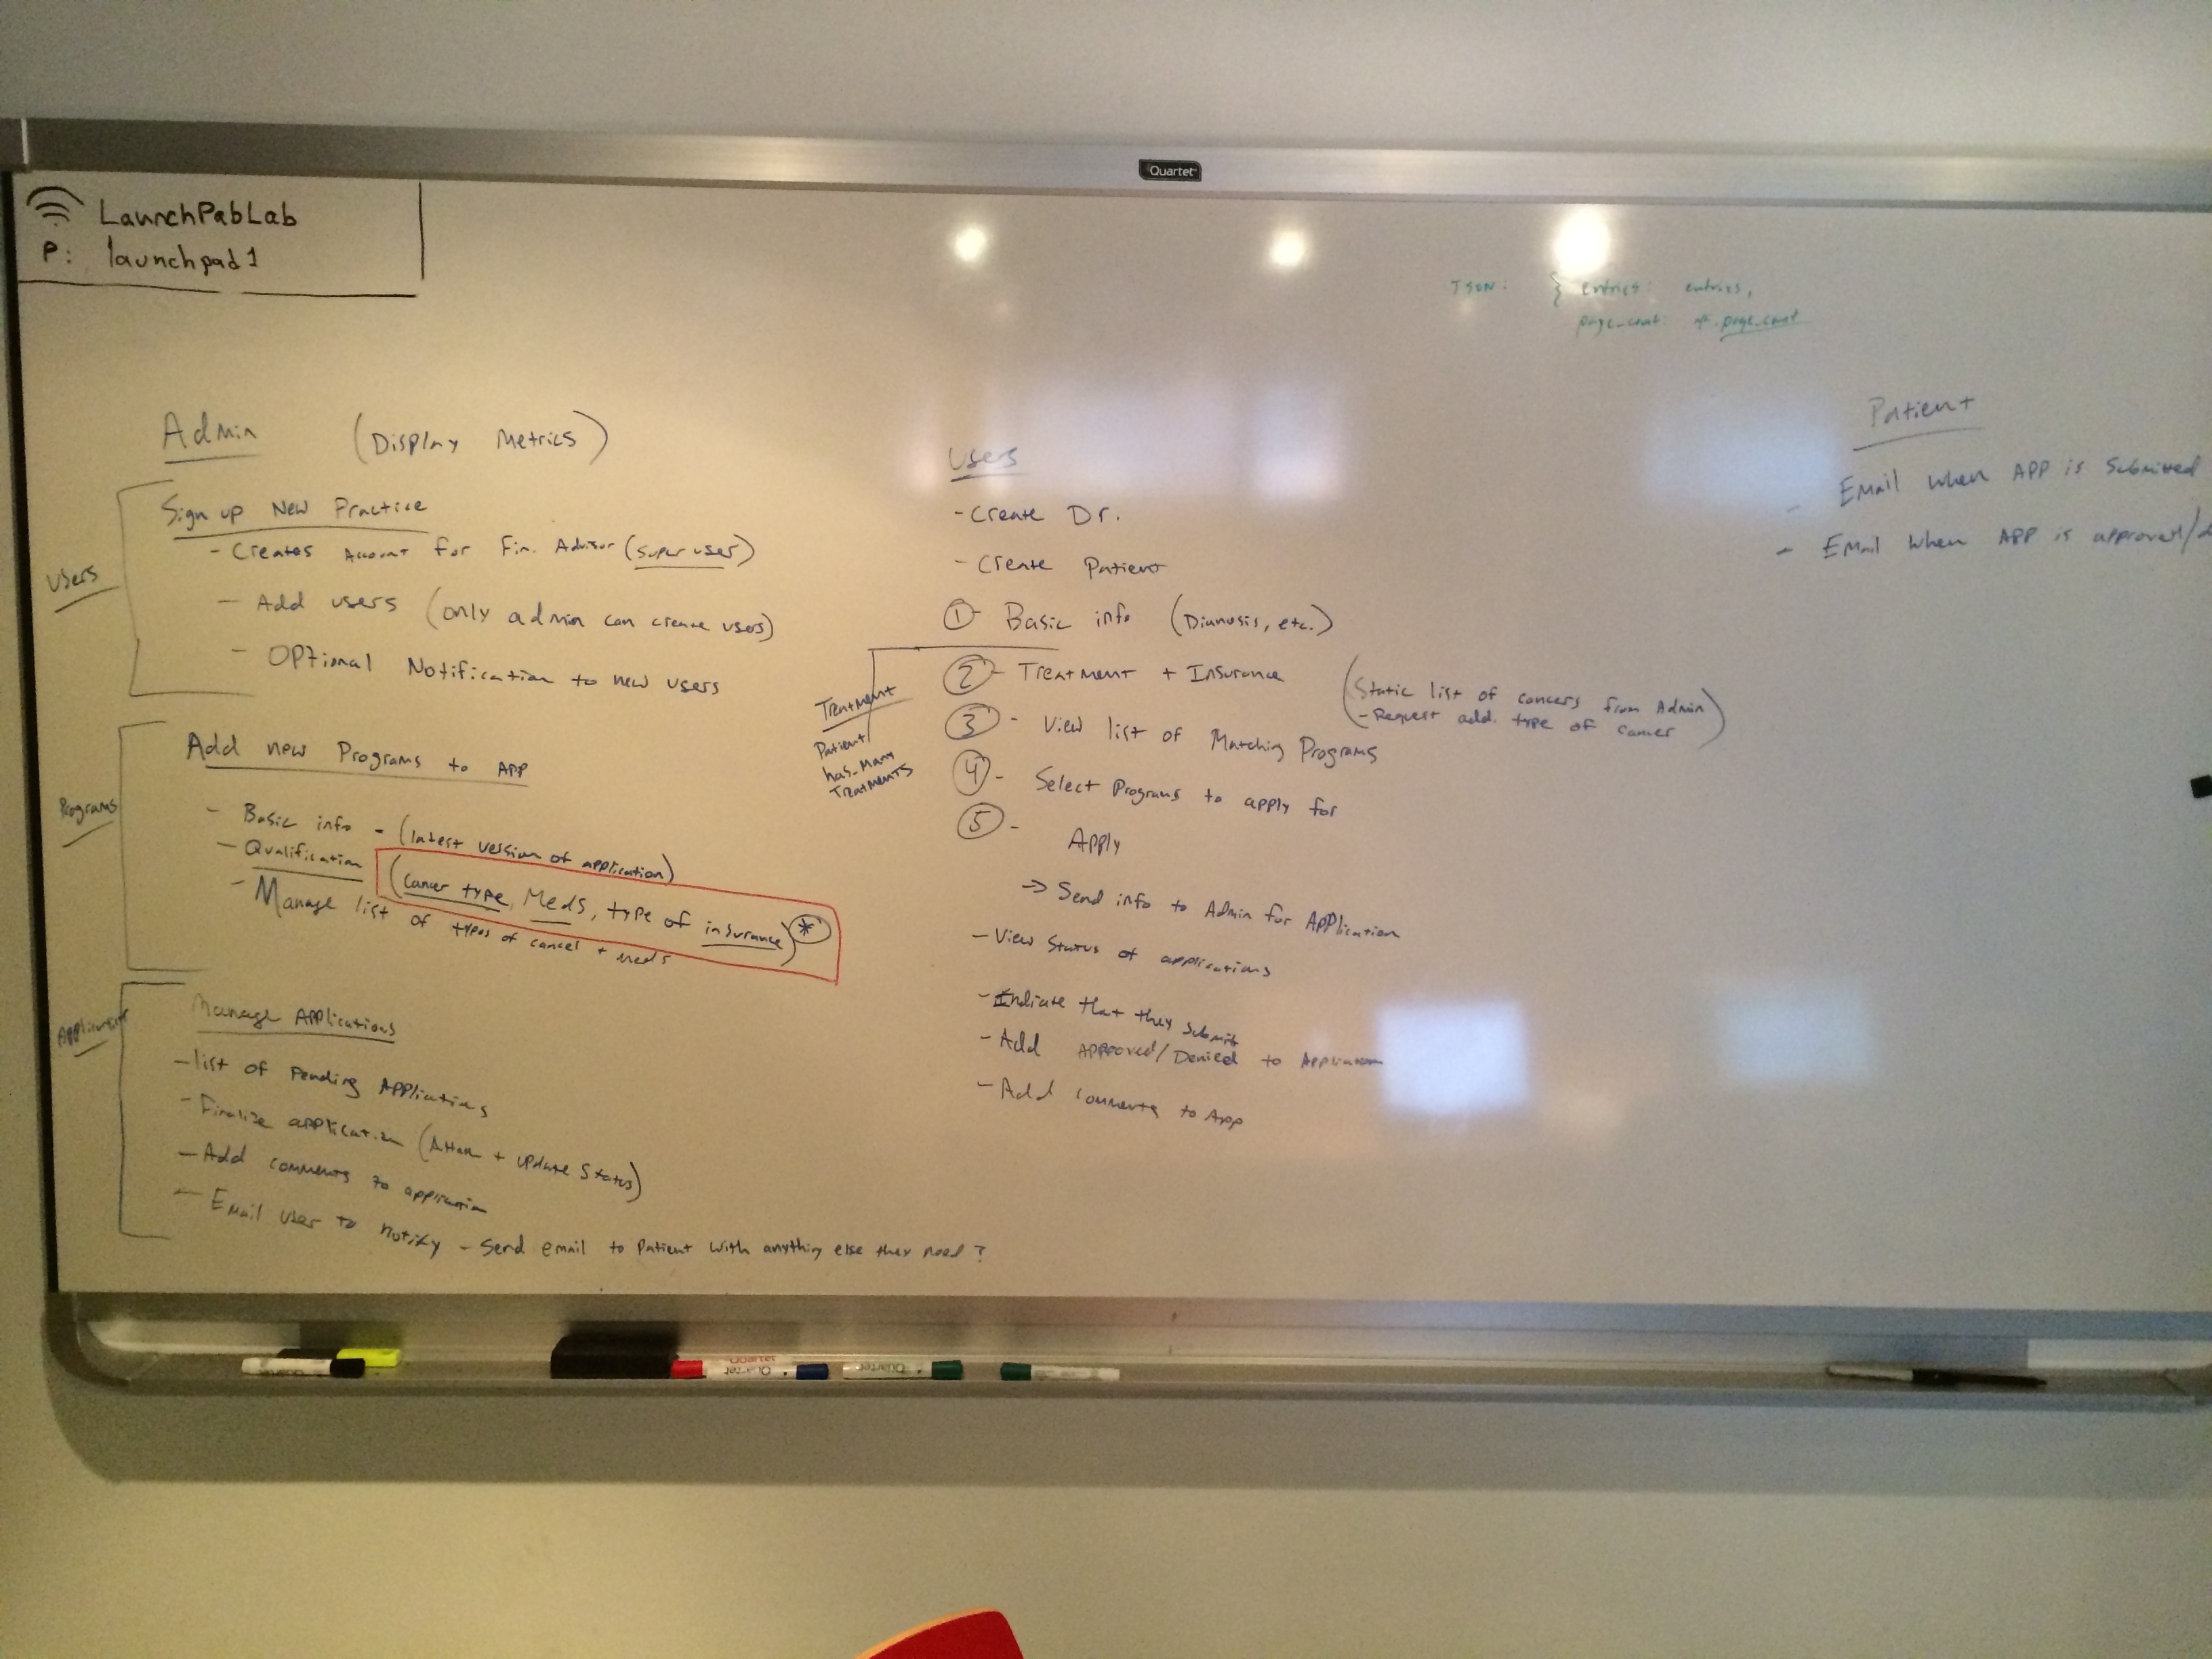 Quartet
LaunchPabLab
P: launchpad1
JSON: { entries: entries,
page_count: page_count
Admin (Display Metrics)
Users
Sign up New Practice
- Creates Account for Fin. Advisor (super user)
- Add users (only admin can create users)
- Optional Notification to new users
Programs
Add new Programs to APP
- Basic info - (latest version of application)
- Qualification (Cancer type, Meds, type of insurance) *
- Manage list of types of cancer + meds
Manage Applications
- list of Pending Applications
- Finalize application (Attach + update Status)
- Add comments to application
- Email user to notify - Send email to Patient with anything else they need?
Users
- Create Dr.
- Create Patient
① - Basic info (Dianosis, etc.)
② - Treatment + Insurance
(Static list of cancers from Admin
- Request add. type of cancer)
③ - View list of Matching Programs
④ - Select Programs to apply for
⑤ - Apply
→ Send info to Admin for Application
- View Status of applications
- Indicate that they submit
- Add Approved/Denied to Application
- Add comments to App
Treatment
Patient
has_many
Treatments
Patient
- Email when APP is Submitted
- Email when APP is approved/
Quartet
Quartet
Quartet